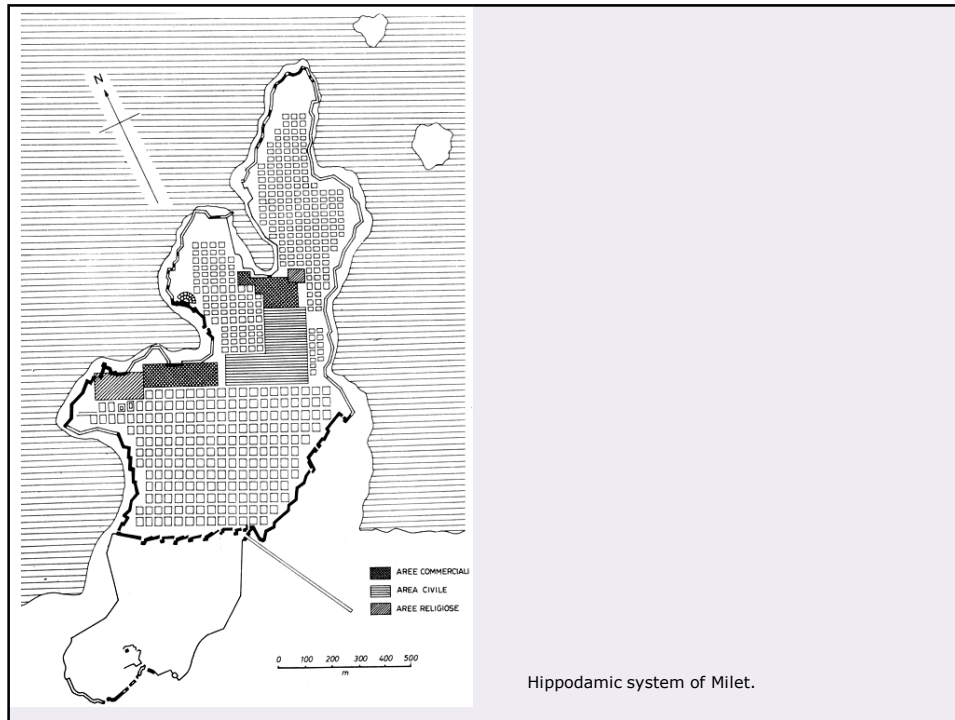 N
AREE COMMERCIALI
AREA CIVILE
AREE RELIGIOSE
0 100 200 300 400 500
m
Hippodamic system of Milet.